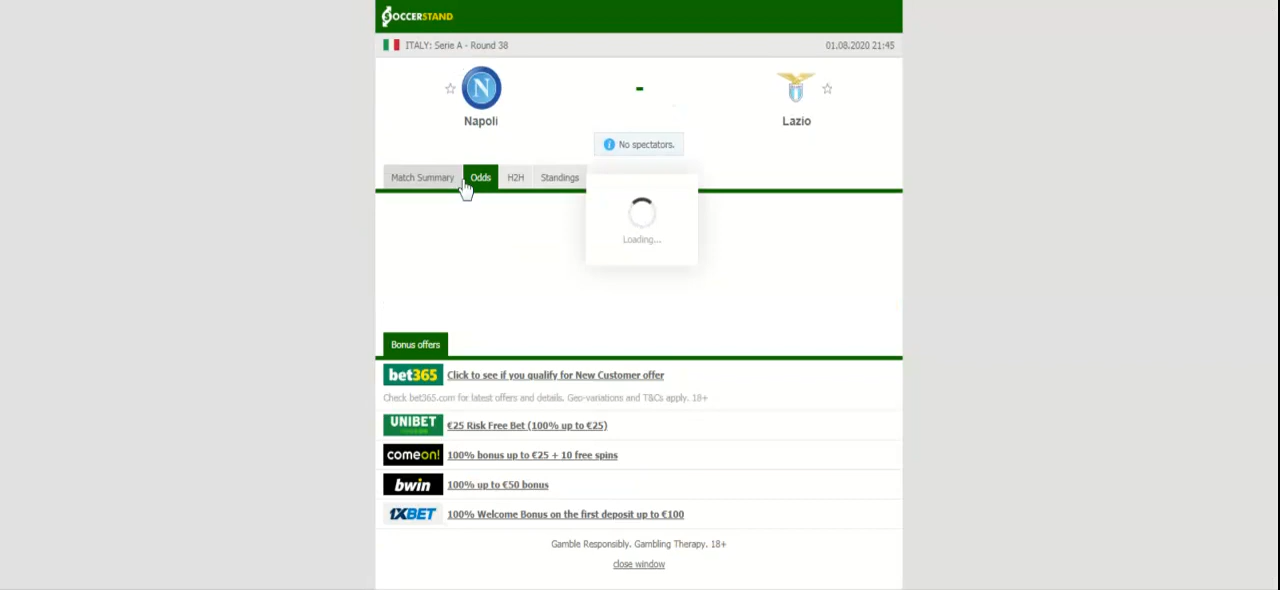 SOCCERSTAND
ITALY: Serie A - Round 38
01.08.2020 21:45
N
-
Napoli
Lazio
i No spectators.
Match Summary
Odds
H2H
Standings
Loading...
Bonus offers
bet365 Click to see if you qualify for New Customer offer
Check bet365.com for latest offers and details. Geo-variations and T&Cs apply. 18+
UNIBET €25 Risk Free Bet (100% up to €25)
comeon! 100% bonus up to €25 + 10 free spins
bwin 100% up to €50 bonus
1XBET 100% Welcome Bonus on the first deposit up to €100
Gamble Responsibly. Gambling Therapy. 18+
close window